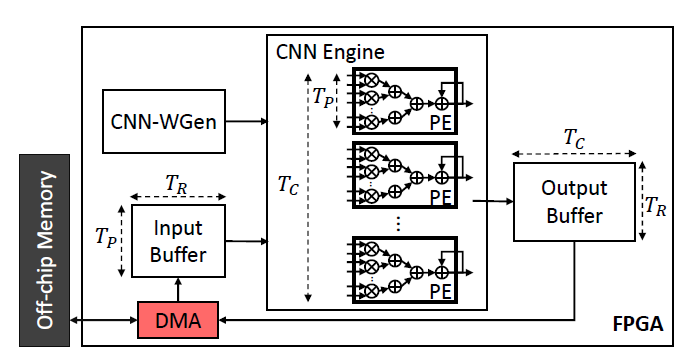 CNN Engine
T_P
PE
CNN-WGen
T_C
PE
T_C
T_R
Output
Buffer
T_R
T_P
Input
Buffer
⋮
PE
Off-chip Memory
DMA
FPGA